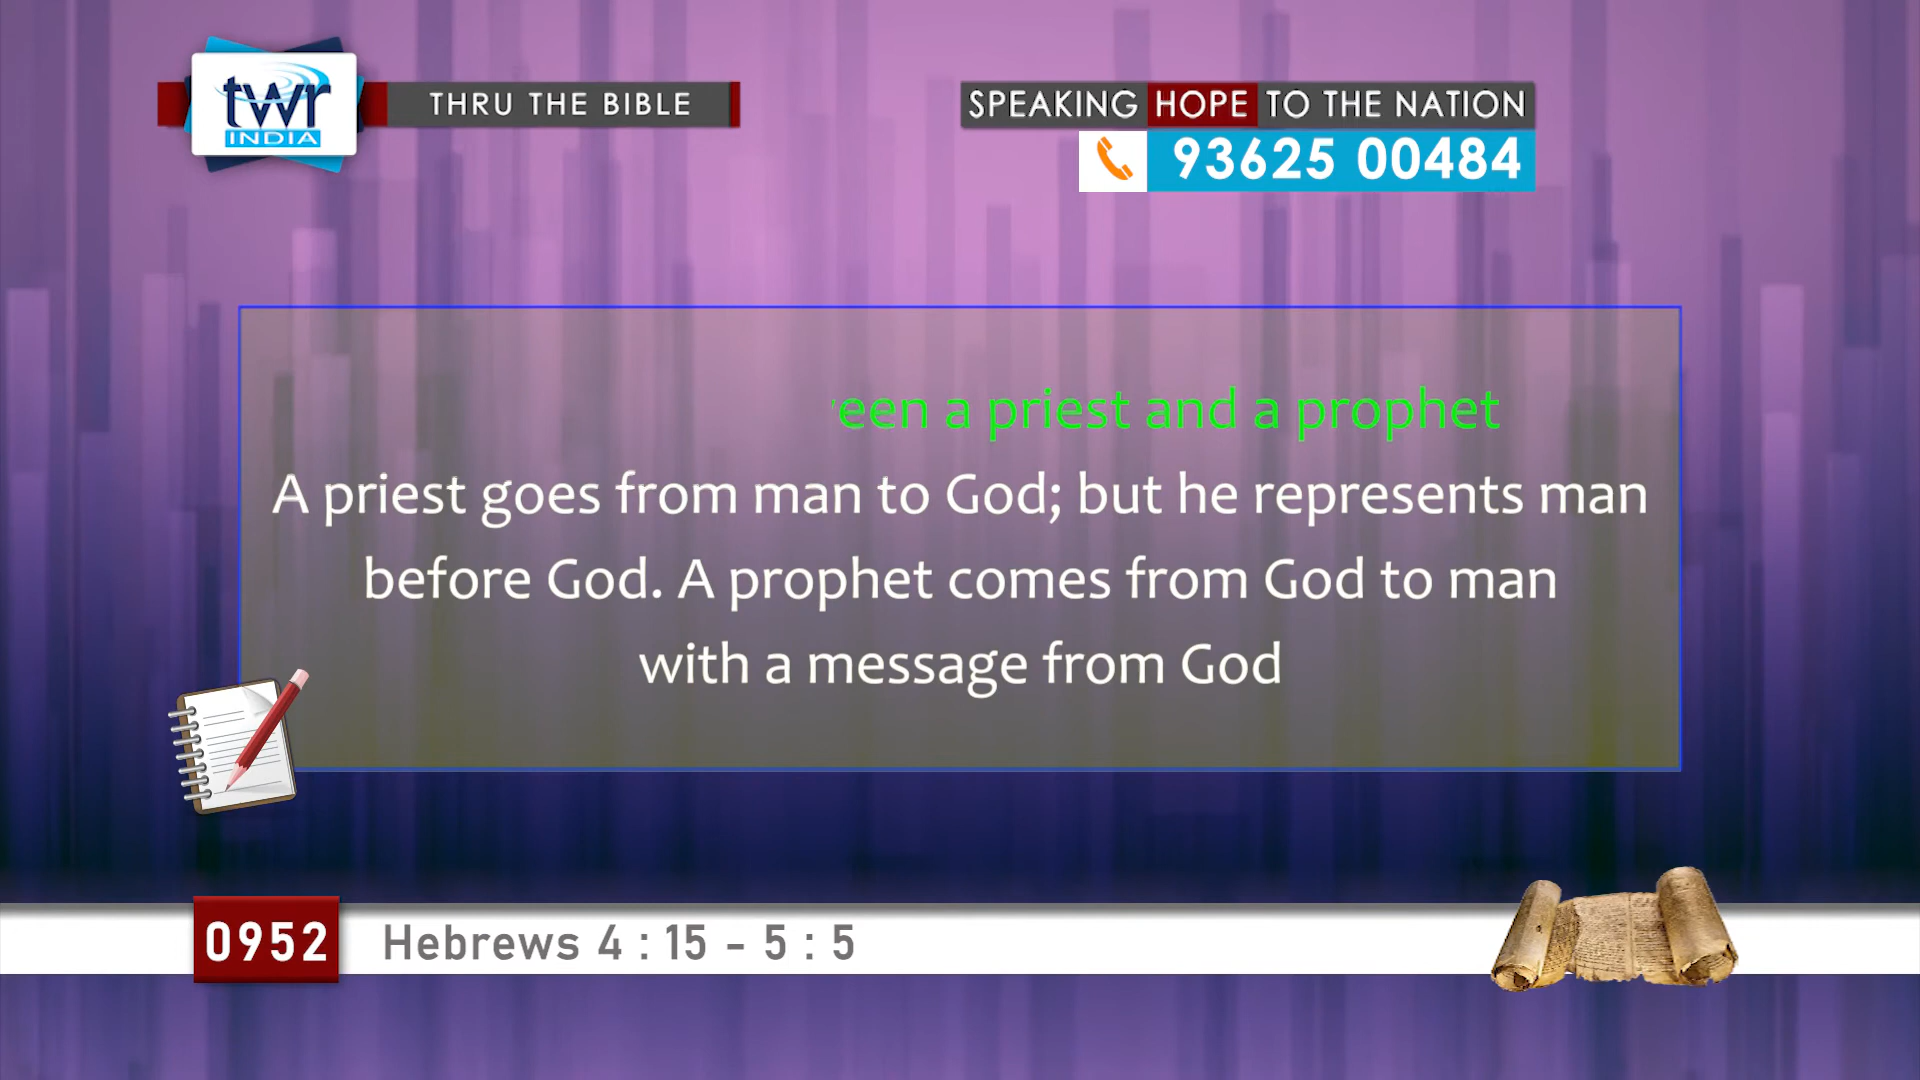 twr
INDIA
THRU THE BIBLE
SPEAKING HOPE TO THE NATION
93625 00484
a priest and a prophet
A priest goes from man to God; but he represents man
before God. A prophet comes from God to man
with a message from God
0952
Hebrews 4 : 15 - 5 : 5